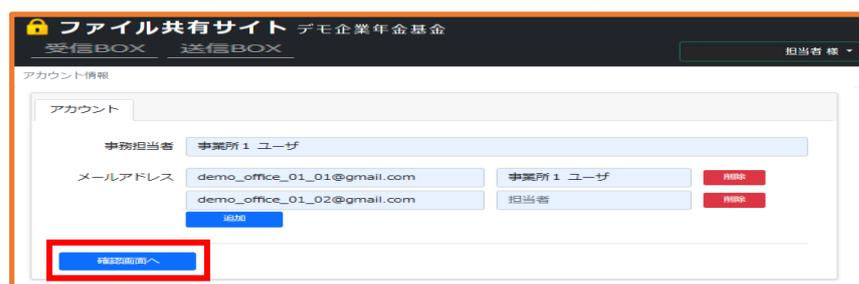 ファイル共有サイト デモ企業年金基金
受信BOX 送信BOX
担当者 様
アカウント情報
アカウント
事務担当者 事業所1 ユーザ
メールアドレス demo_office_01_01@gmail.com 事業所1 ユーザ 削除
demo_office_01_02@gmail.com 担当者 削除
追加
確認画面へ